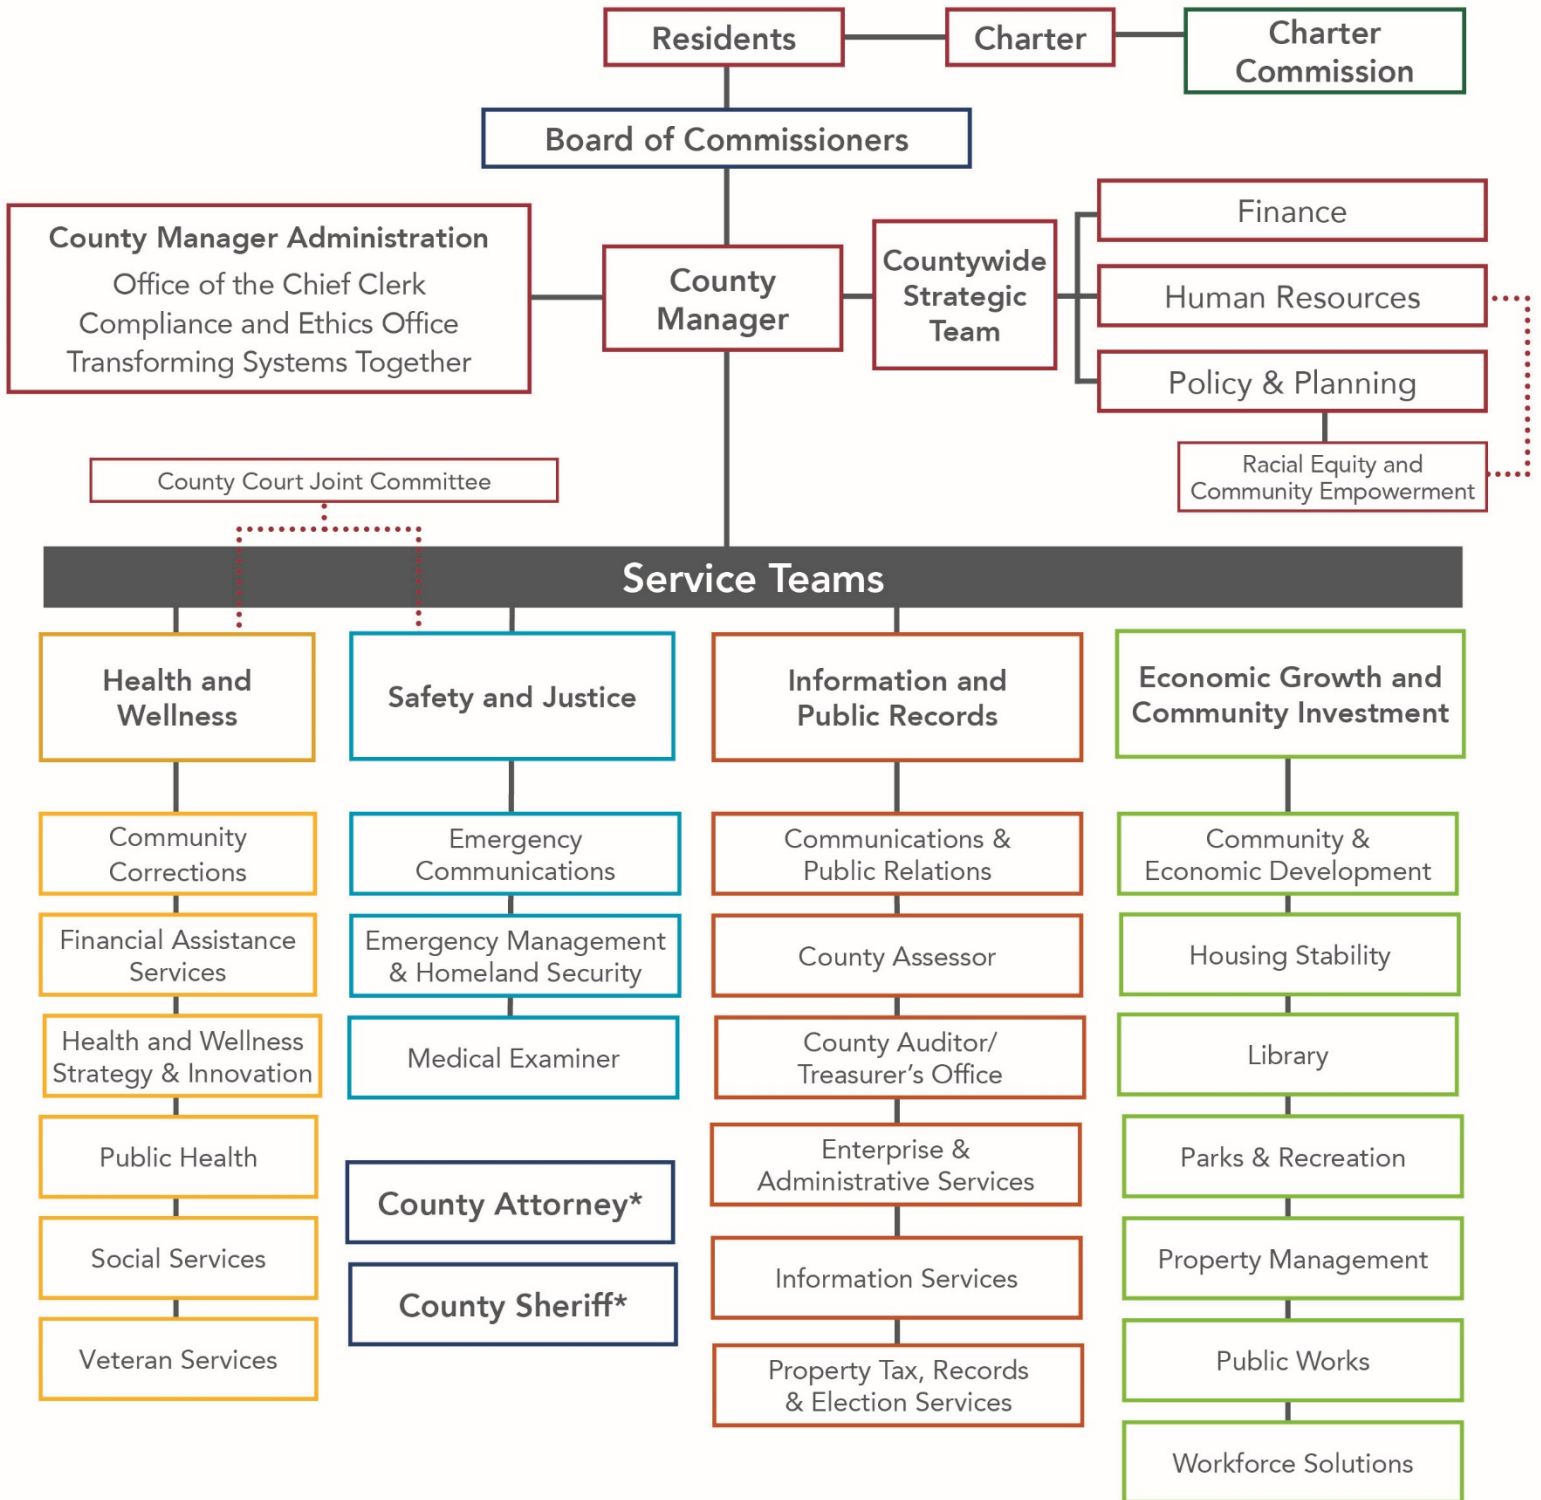 Residents
Charter
Charter
Commission
Board of Commissioners
County Manager Administration
Office of the Chief Clerk
Compliance and Ethics Office
Transforming Systems Together
County
Manager
Countywide
Strategic
Team
Finance
Human Resources
Policy & Planning
Racial Equity and
Community Empowerment
County Court Joint Committee
Service Teams
Health and
Wellness
Community
Corrections
Financial Assistance
Services
Health and Wellness
Strategy & Innovation
Public Health
Social Services
Veteran Services
Safety and Justice
Emergency
Communications
Emergency Management
& Homeland Security
Medical Examiner
County Attorney*
County Sheriff*
Information and
Public Records
Communications &
Public Relations
County Assessor
County Auditor/
Treasurer's Office
Enterprise &
Administrative Services
Information Services
Property Tax, Records
& Election Services
Economic Growth and
Community Investment
Community &
Economic Development
Housing Stability
Library
Parks & Recreation
Property Management
Public Works
Workforce Solutions